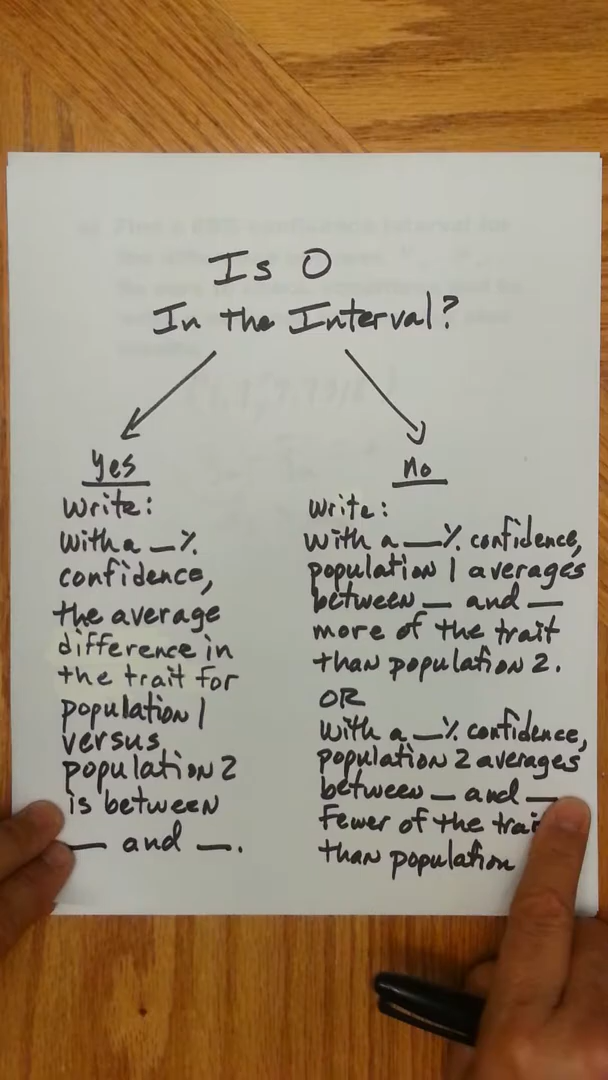 Is 0
In the Interval?
Yes
Write:
With a __%
confidence,
the average
difference in
the trait for
population 1
versus
population 2
is between
__ and __.
no
Write:
With a __% confidence,
population 1 averages
between __ and __
more of the trait
than population 2.
OR
With a __% confidence,
population 2 averages
between __ and __
fewer of the
than population